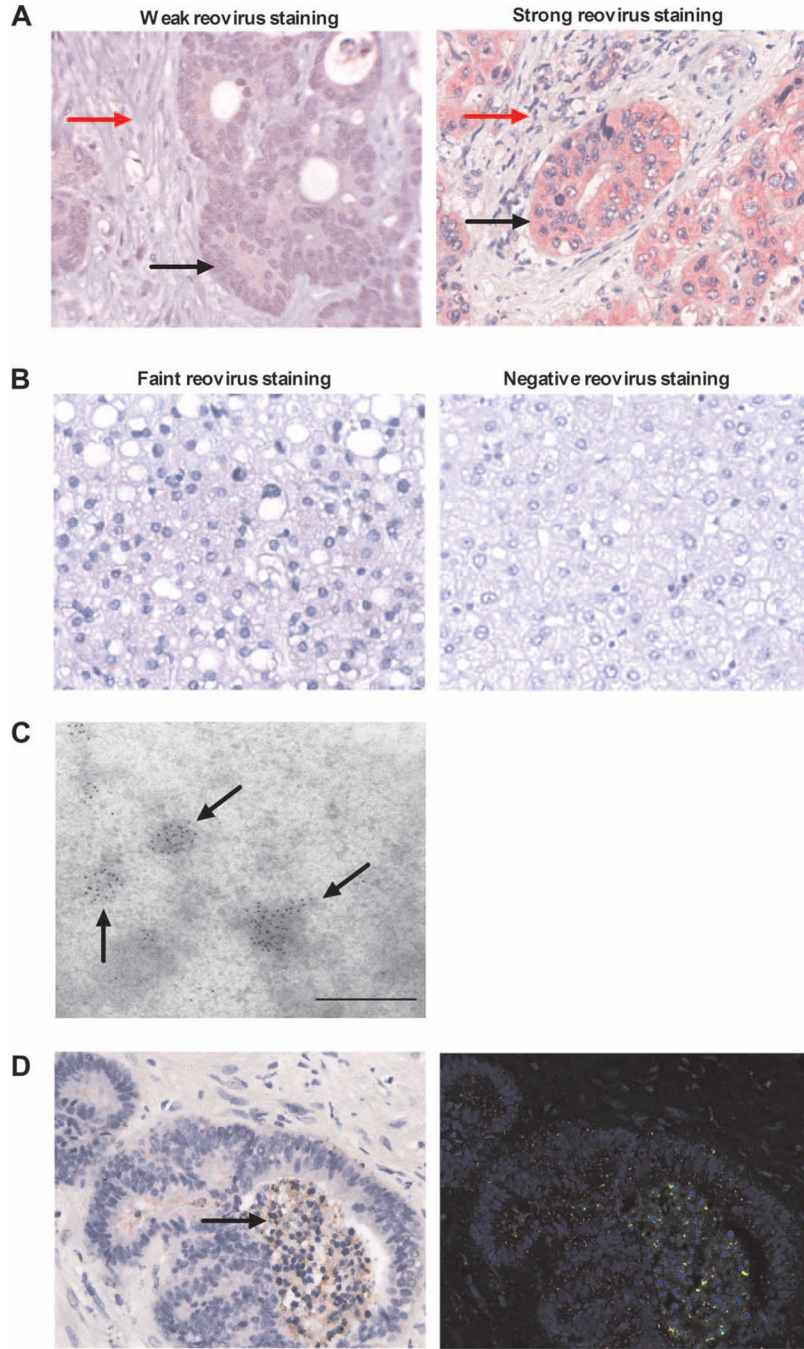 A
Weak reovirus staining
Strong reovirus staining
B
Faint reovirus staining
Negative reovirus staining
C
D